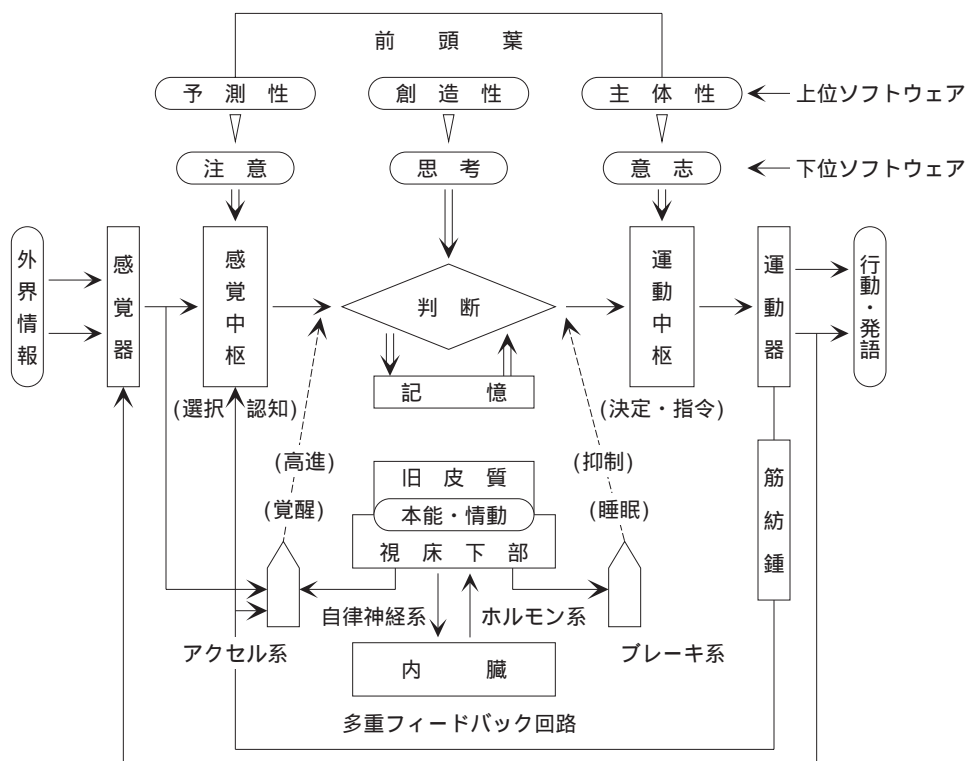 前頭葉
予測性
創造性
主体性
上位ソフトウェア
注意
思考
意志
下位ソフトウェア
外界情報
感覚器
感覚中枢
判断
運動中枢
運動器
行動・発語
記憶
(選択 認知)
(決定・指令)
(高進)
(抑制)
旧皮質
筋紡錘
(覚醒)
本能・情動
(睡眠)
視床下部
自律神経系
ホルモン系
アクセル系
内臓
ブレーキ系
多重フィードバック回路